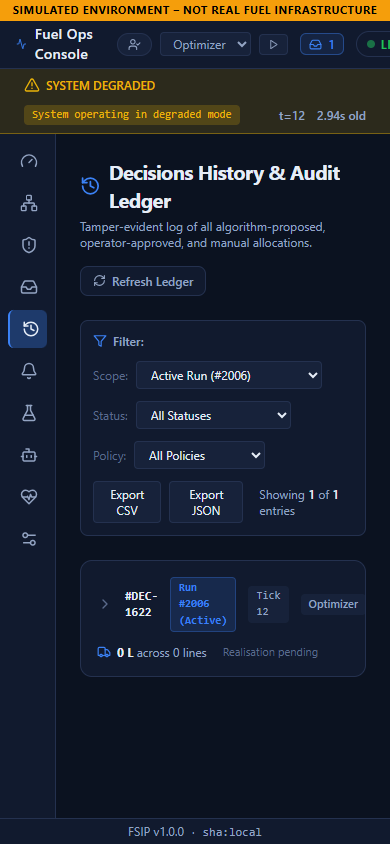 SIMULATED ENVIRONMENT – NOT REAL FUEL INFRASTRUCTURE
Fuel Ops
Console
Optimizer
1
SYSTEM DEGRADED
System operating in degraded mode
t=12 2.94s old
Decisions History & Audit
Ledger
Tamper-evident log of all algorithm-proposed,
operator-approved, and manual allocations.
Refresh Ledger
Filter:
Scope: Active Run (#2006)
Status: All Statuses
Policy: All Policies
Export
CSV
Export
JSON
Showing 1 of 1
entries
#DEC-
1622
Run
#2006
(Active)
Tick
12
Optimizer
0 L across 0 lines Realisation pending
FSIP v1.0.0 · sha:local